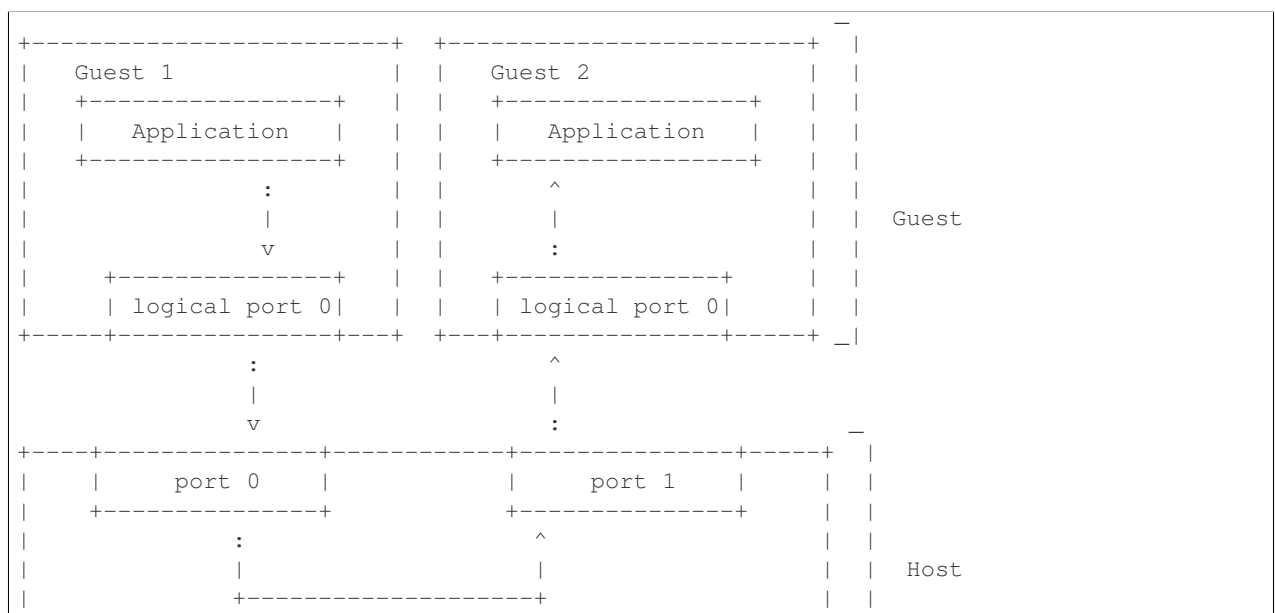 _
+-------------------------+  +-------------------------+  |
|   Guest 1               |  |   Guest 2               |  |
|   +-----------------+   |  |   +-----------------+   |  |
|   |   Application   |   |  |   |   Application   |   |  |
|   +-----------------+   |  |   +-----------------+   |  |
|                :        |  |       ^                 |  |
|                |        |  |       |                 |  |  Guest
|                v        |  |       :                 |  |
|     +---------------+   |  |   +---------------+     |  |
|     | logical port 0|   |  |   | logical port 0|     |  |
+-----+---------------+---+  +---+---------------+-----+ _|
                :                    ^
                |                    |
                v                    :                    _
+----+---------------+------------+---------------+-----+  |
|    |     port 0    |            |     port 1    |     |  |
|    +---------------+            +---------------+     |  |
|              :                    ^                   |  |
|              |                    |                   |  |  Host
|              +--------------------+                   |  |